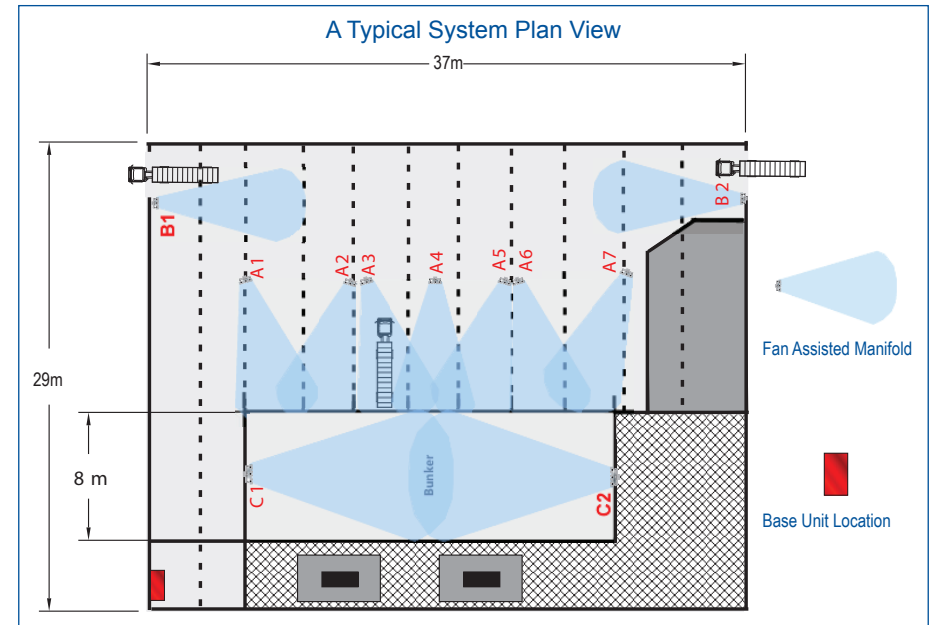 A Typical System Plan View
37m
B1
B2
A1
A2
A3
A4
A5
A6
A7
Fan Assisted Manifold
29m
8 m
C1
Bunker
C2
Base Unit Location